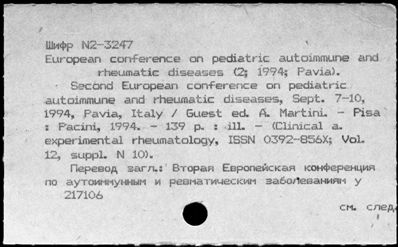 Шифр N2-3247
European conference on pediatric autoimmune and
rheumatic diseases (2; 1994; Pavia).
Second European conference on pediatric
autoimmune and rheumatic diseases, Sept. 7-10,
1994, Pavia, Italy / Guest ed. A. Martini. - Pisa
: Pacini, 1994. - 139 p. : ill. - (Clinical a.
experimental rheumatology, ISSN 0392-856X; Vol.
12, suppl. N 10).
Перевод загл.: Вторая Европейская конференция
по аутоиммунным и ревматическим заболеваниям у
217106
см. след.